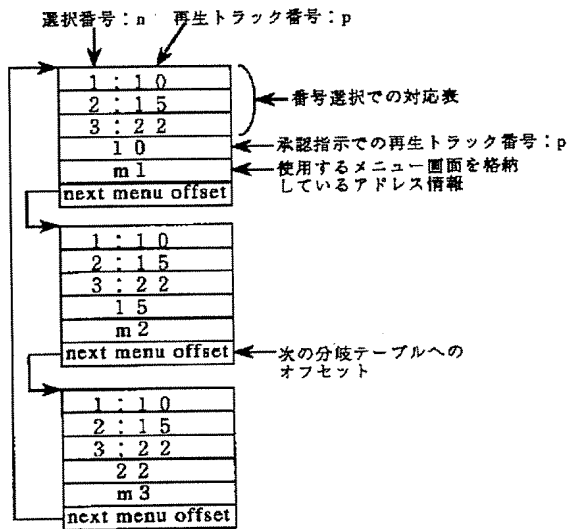 選択番号：n 再生トラック番号：p
1：10
2：15
3：22
番号選択での対応表
10
承認指示での再生トラック番号：p
m1
使用するメニュー画面を格納
しているアドレス情報
next menu offset
1：10
2：15
3：22
15
m2
next menu offset
次の分岐テーブルへの
オフセット
1：10
2：15
3：22
22
m3
next menu offset